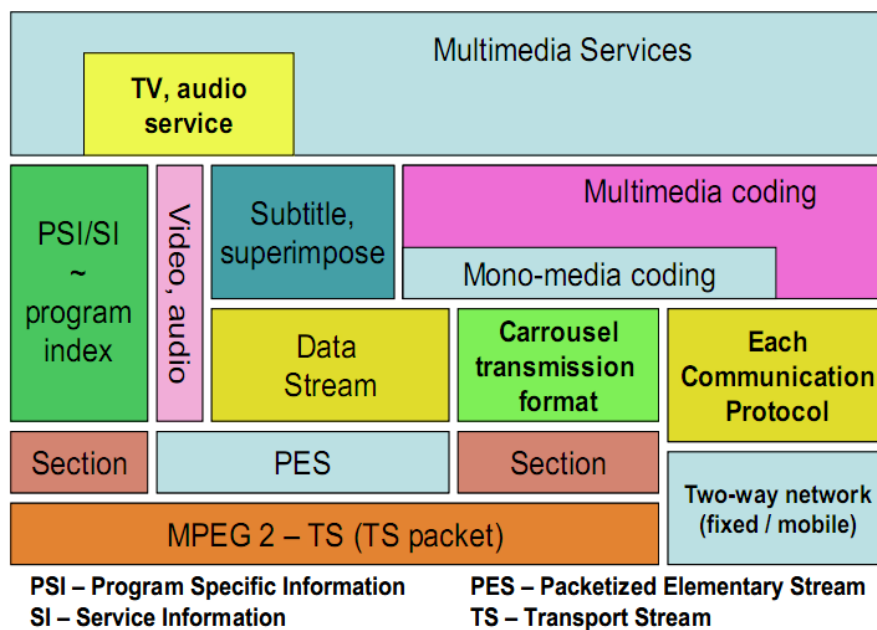 Multimedia Services
TV, audio
service
PSI/SI
~
program
index
Video, audio
Subtitle,
superimpose
Multimedia coding
Mono-media coding
Data
Stream
Carrousel
transmission
format
Each
Communication
Protocol
Section
PES
Section
Two-way network
(fixed / mobile)
MPEG 2 – TS (TS packet)
PSI – Program Specific Information
PES – Packetized Elementary Stream
SI – Service Information
TS – Transport Stream